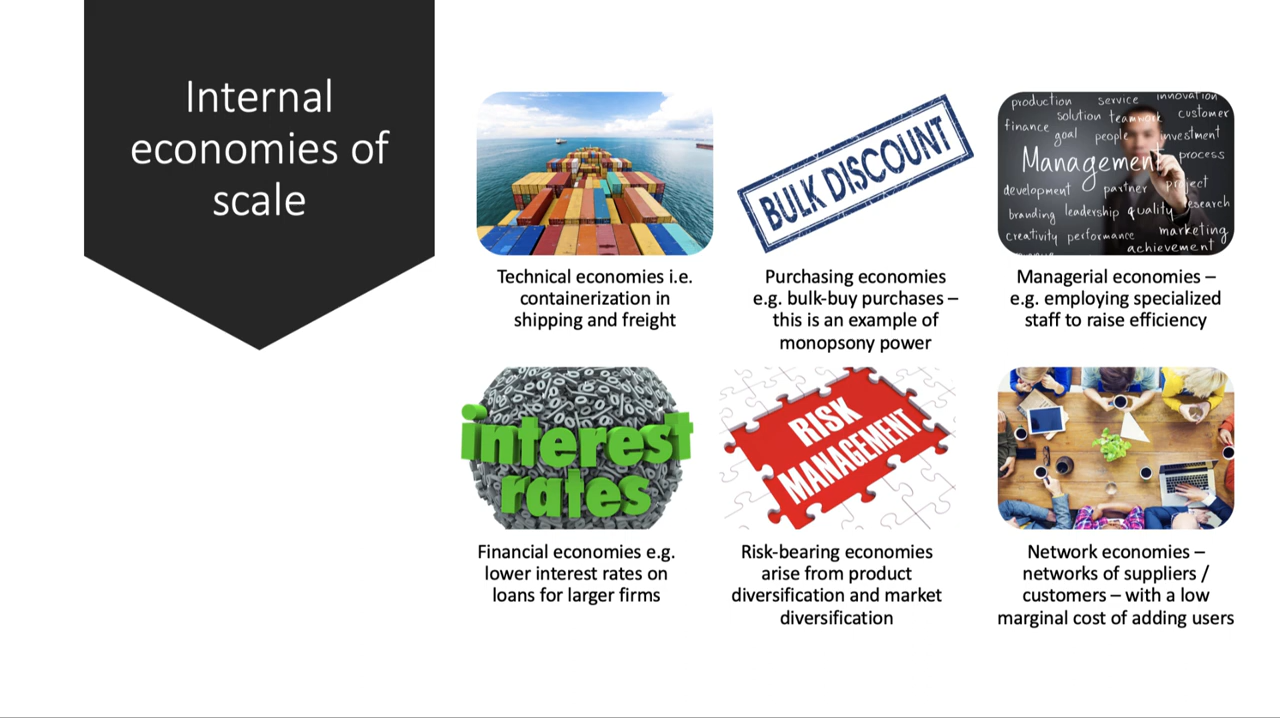 Internal
economies of
scale
production service innovation
solution teamwork customer
finance goal people investment
Management process
development partner project
branding leadership quality research
creativity performance marketing
achievement
BULK DISCOUNT
Technical economies i.e.
containerization in
shipping and freight
Purchasing economies
e.g. bulk-buy purchases –
this is an example of
monopsony power
Managerial economies –
e.g. employing specialized
staff to raise efficiency
interest
rates
RISK
MANAGEMENT
Financial economies e.g.
lower interest rates on
loans for larger firms
Risk-bearing economies
arise from product
diversification and market
diversification
Network economies –
networks of suppliers /
customers – with a low
marginal cost of adding users